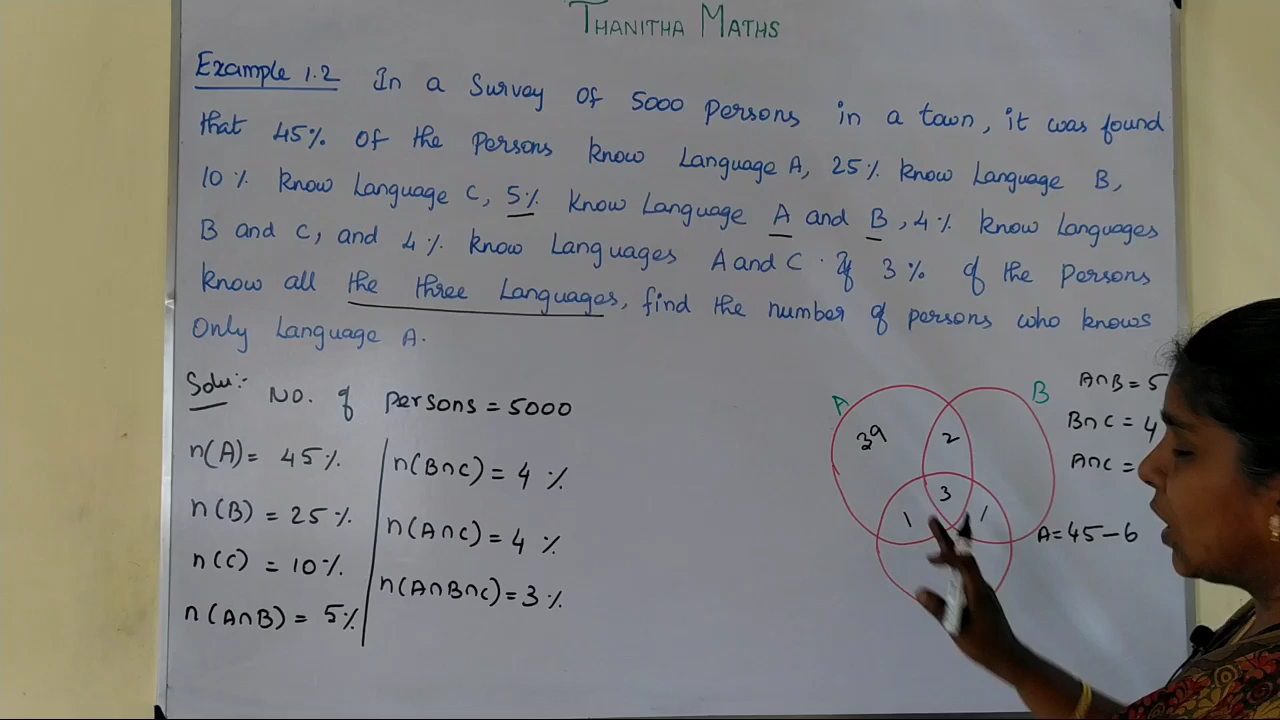 THANITHA MATHS
Example 1.2 In a Survey of 5000 persons in a town, it was found
that 45% of the persons know Language A, 25% know Language B,
10% know Language C, 5% know Language A and B, 4% know Languages
B and C, and 4% know Languages A and C. If 3% of the persons
know all the three Languages, find the number of persons who knows
Only Language A.
Solu:-
No. of persons = 5000
n(A) = 45%
n(B) = 25%
n(C) = 10%
n(A∩B) = 5%
n(B∩C) = 4%
n(A∩C) = 4%
n(A∩B∩C) = 3%
A
B
39
2
3
1
1
A∩B = 5
B∩C = 4
A∩C =
A = 45 - 6